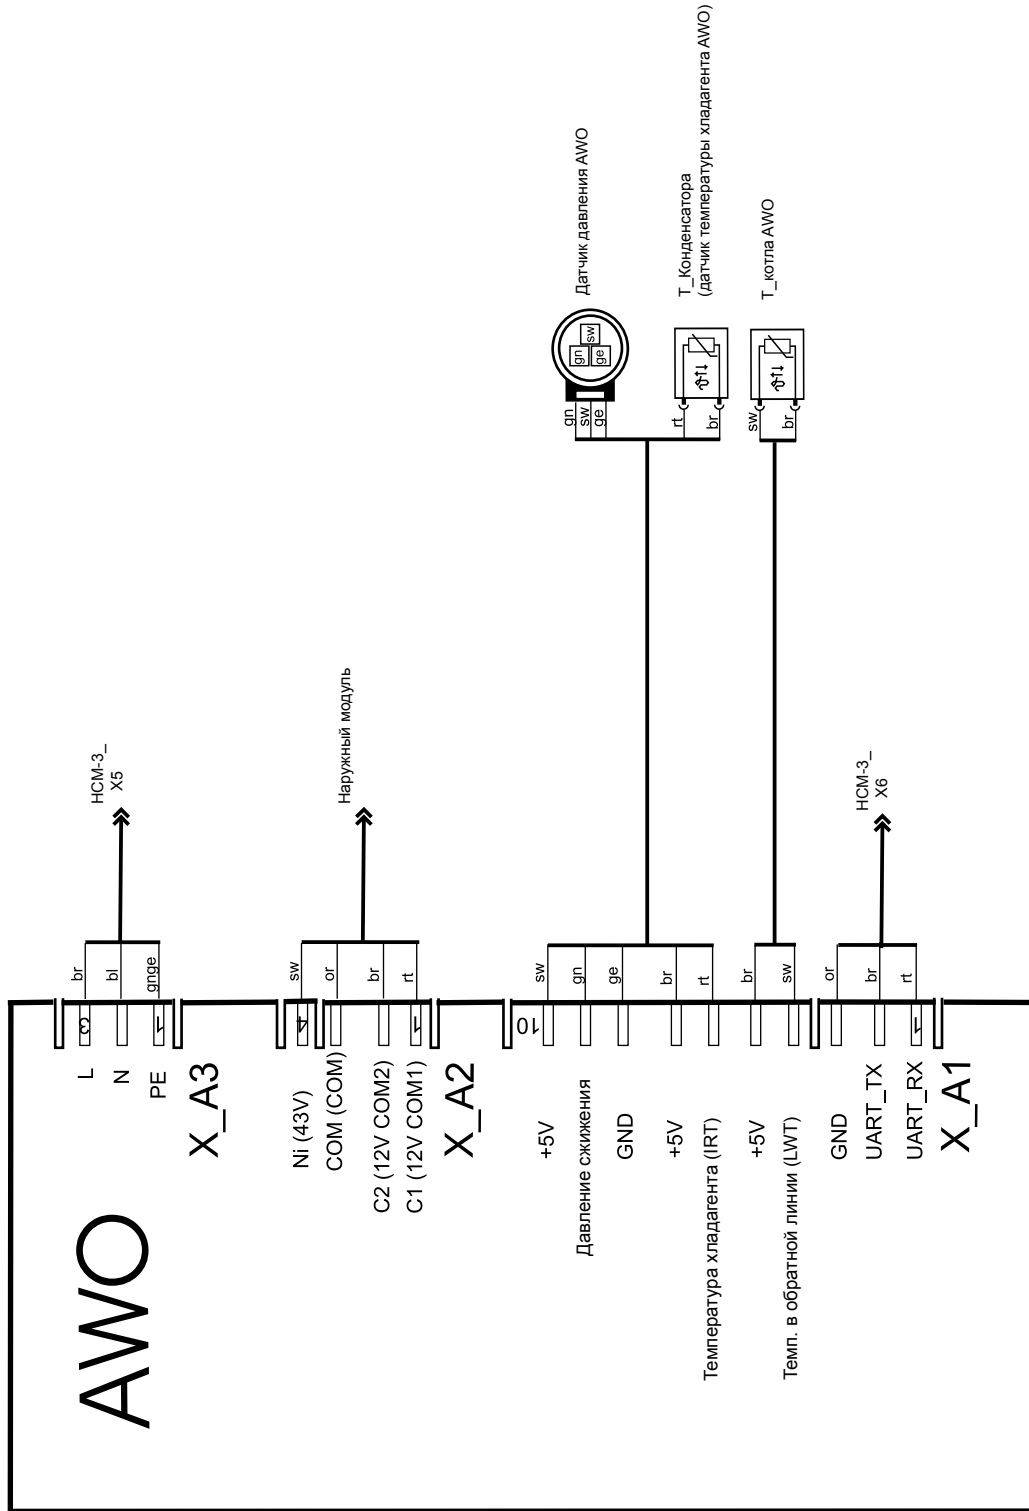 AWO
L
N
PE
3
1
br
bl
gnge
X_A3
HCM-3_
X5
Ni (43V)
COM (COM)
C2 (12V COM2)
C1 (12V COM1)
4
1
sw
or
br
rt
X_A2
Наружный модуль
+5V
Давление сжижения
GND
+5V
Температура хладагента (IRT)
+5V
Темп. в обратной линии (LWT)
GND
UART_TX
UART_RX
10
1
sw
gn
ge
br
rt
br
sw
or
br
rt
X_A1
HCM-3_
X6
gn
sw
ge
gn
sw
ge
Датчик давления AWO
rt
br
T_Конденсатора
(датчик температуры хладагента AWO)
sw
br
T_котла AWO